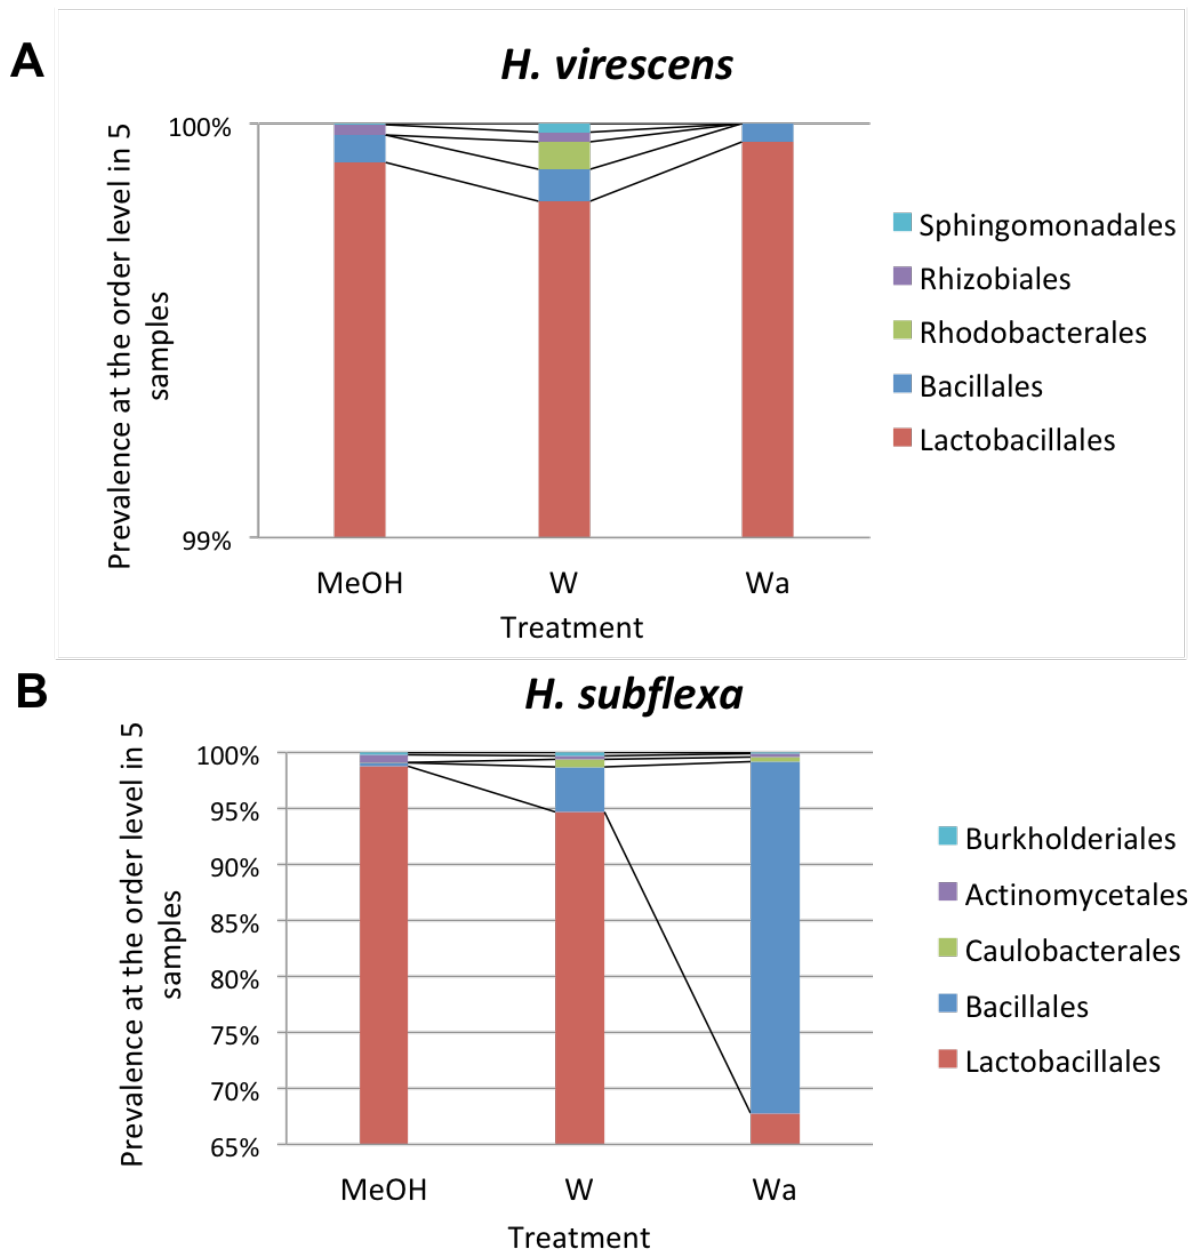 A
H. virescens
Prevalence at the order level in 5
samples
100%
99%
MeOH
W
Wa
Treatment
Sphingomonadales
Rhizobiales
Rhodobacterales
Bacillales
Lactobacillales
B
H. subflexa
Prevalence at the order level in 5
samples
100%
95%
90%
85%
80%
75%
70%
65%
MeOH
W
Wa
Treatment
Burkholderiales
Actinomycetales
Caulobacterales
Bacillales
Lactobacillales